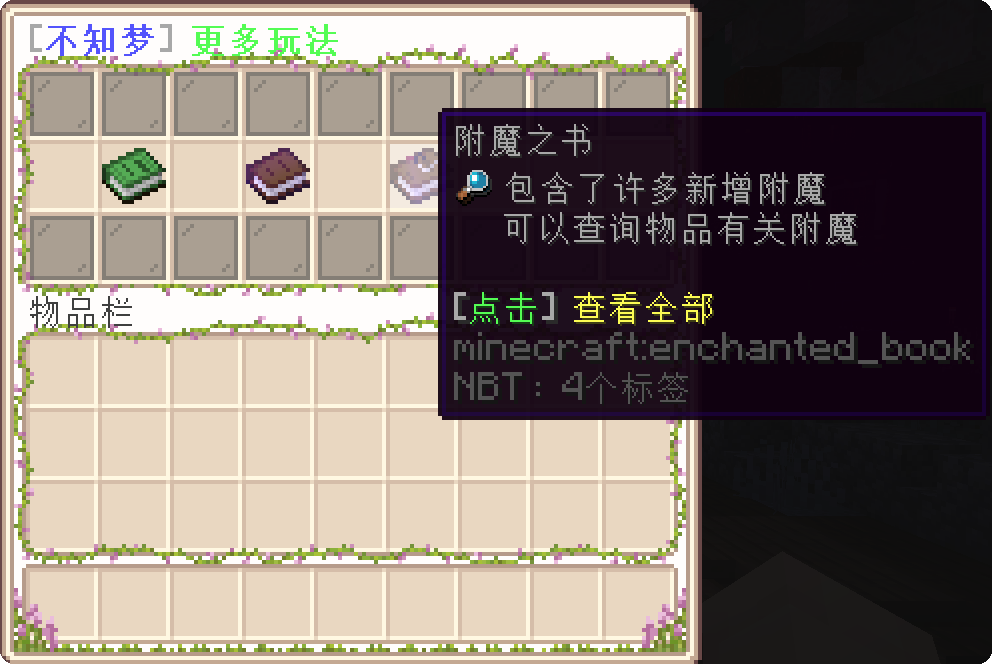 [不知梦] 更多玩法
附魔之书
包含了许多新增附魔
可以查询物品有关附魔
[点击] 查看全部
minecraft:enchanted_book
NBT：4个标签
物品栏